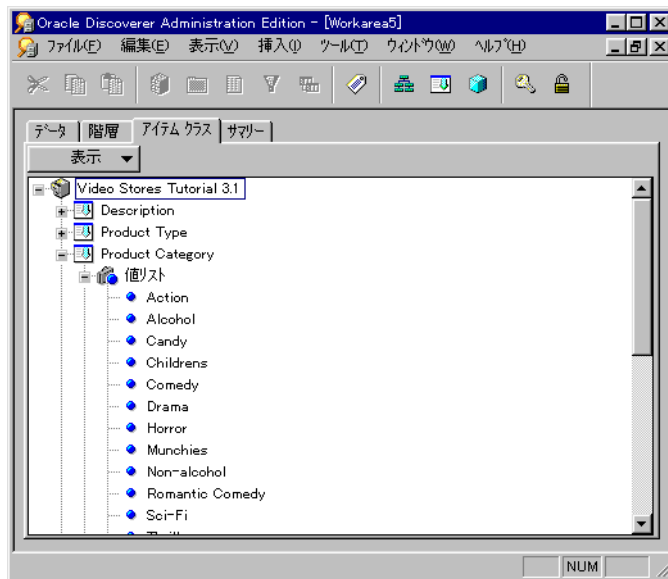 Oracle Discoverer Administration Edition - [Workarea5]
ファイル(F) 編集(E) 表示(V) 挿入(I) ツール(T) ウィンドウ(W) ヘルプ(H)
データ 階層 アイテム クラス サマリー
表示
Video Stores Tutorial 3.1
Description
Product Type
Product Category
値リスト
Action
Alcohol
Candy
Childrens
Comedy
Drama
Horror
Munchies
Non-alcohol
Romantic Comedy
Sci-Fi
NUM